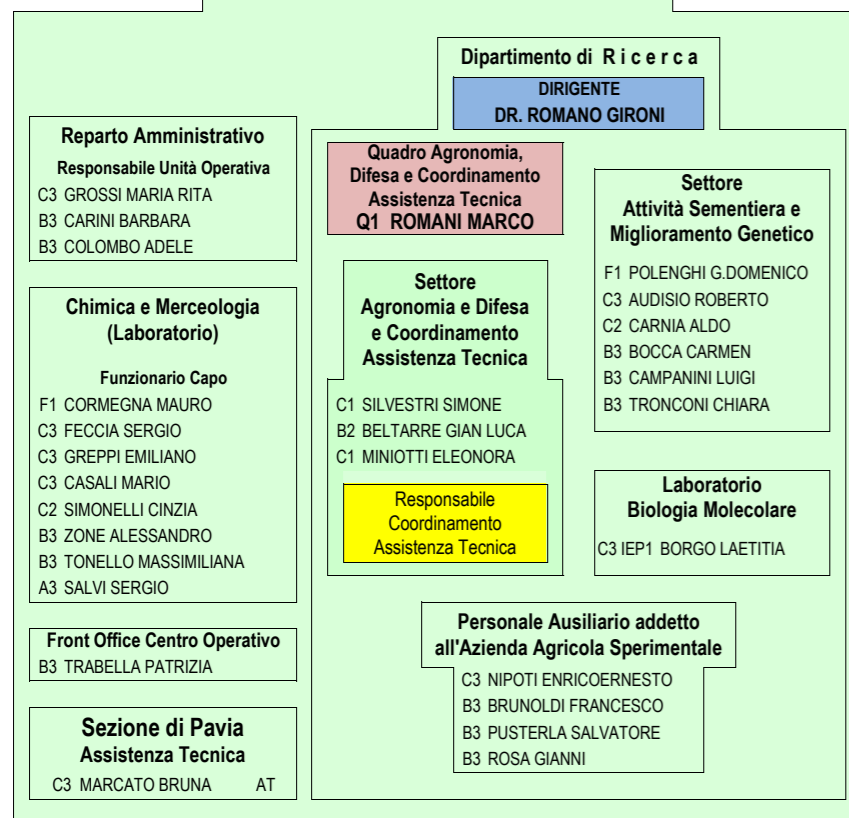 Dipartimento di R i c e r c a
DIRIGENTE
DR. ROMANO GIRONI
Reparto Amministrativo
Responsabile Unità Operativa
C3 GROSSI MARIA RITA
B3 CARINI BARBARA
B3 COLOMBO ADELE
Chimica e Merceologia
(Laboratorio)
Funzionario Capo
F1 CORMEGNA MAURO
C3 FECCIA SERGIO
C3 GREPPI EMILIANO
C3 CASALI MARIO
C2 SIMONELLI CINZIA
B3 ZONE ALESSANDRO
B3 TONELLO MASSIMILIANA
A3 SALVI SERGIO
Front Office Centro Operativo
B3 TRABELLA PATRIZIA
Sezione di Pavia
Assistenza Tecnica
C3 MARCATO BRUNA AT
Quadro Agronomia,
Difesa e Coordinamento
Assistenza Tecnica
Q1 ROMANI MARCO
Settore
Agronomia e Difesa
e Coordinamento
Assistenza Tecnica
C1 SILVESTRI SIMONE
B2 BELTARRE GIAN LUCA
C1 MINIOTTI ELEONORA
Responsabile
Coordinamento
Assistenza Tecnica
Settore
Attività Sementiera e
Miglioramento Genetico
F1 POLENGHI G.DOMENICO
C3 AUDISIO ROBERTO
C2 CARNIA ALDO
B3 BOCCA CARMEN
B3 CAMPANINI LUIGI
B3 TRONCONI CHIARA
Laboratorio
Biologia Molecolare
C3 IEP1 BORGO LAETITIA
Personale Ausiliario addetto
all'Azienda Agricola Sperimentale
C3 NIPOTI ENRICOERNESTO
B3 BRUNOLDI FRANCESCO
B3 PUSTERLA SALVATORE
B3 ROSA GIANNI